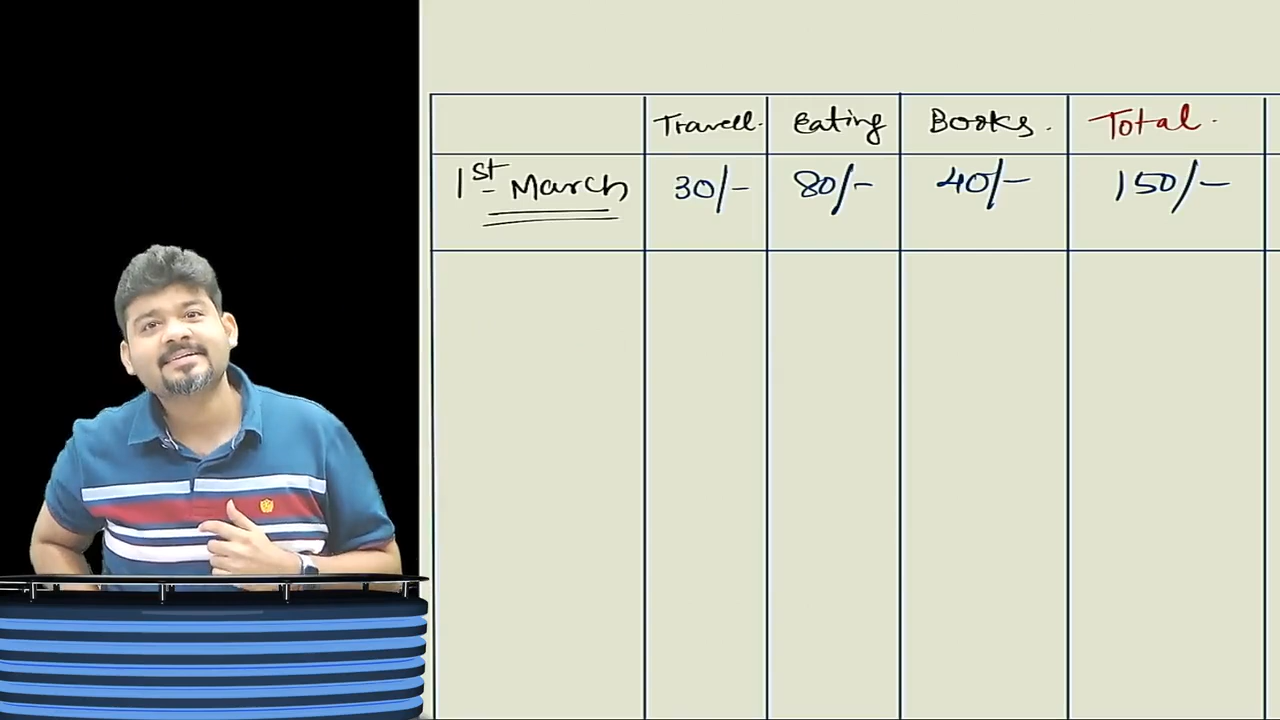 Travell. Eating Books. Total.
1st March 30/- 80/- 40/- 150/-